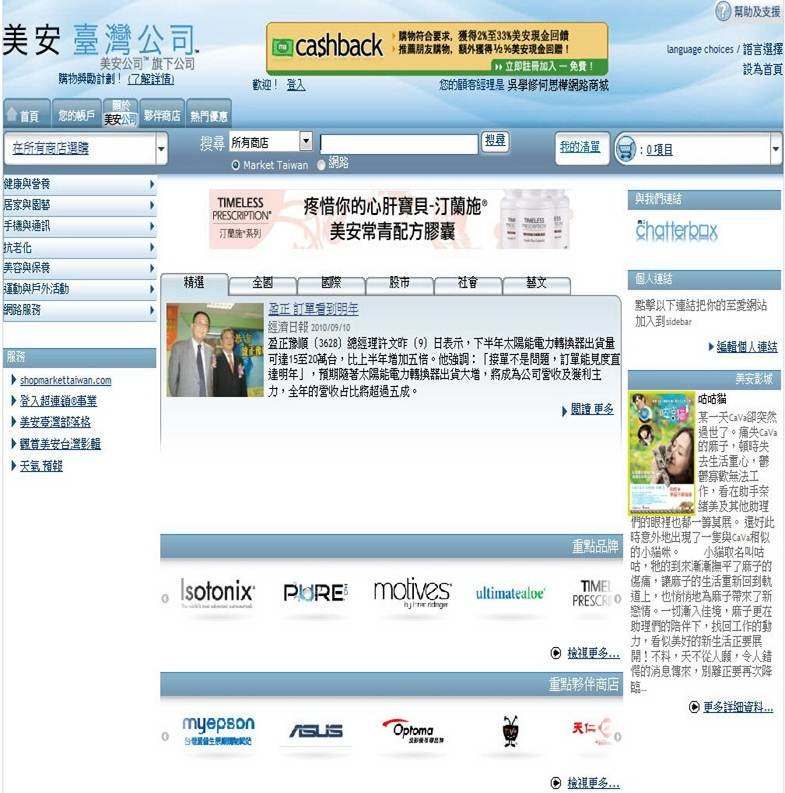 幫助及支援
美安 臺灣公司
美安公司™ 旗下公司
購物獎勵計劃！ (了解詳情)
cashback
購物符合要求，獲得2%至33%美安現金回饋
推薦朋友購物，額外獲得½%美安現金回贈！
立即註冊加入 — 免費！
language choices / 語言選擇
設為首頁
歡迎！ 登入
您的顧客經理是 吳學修何思樺網路商城
首頁
您的帳戶
關於
美安公司
夥伴商店
熱門優惠
在所有商店選購
搜尋
所有商店
搜尋
Market Taiwan
網路
我的清單
: 0 項目
健康與營養
居家與園藝
手機與通訊
抗老化
美容與保養
運動與戶外活動
網路服務
服務
shopmarkettaiwan.com
登入超連鎖®事業
美安臺灣部落格
觀賞美安台灣影輯
天氣 預報
TIMELESS
PRESCRIPTION®
汀蘭施®系列
疼惜你的心肝寶貝-汀蘭施®
美安常青配方膠囊
精選
全國
國際
股市
社會
藝文
盈正 訂單看到明年
經濟日報 2010/09/10
盈正豫順（3628）總經理許文昨（9）日表示，下半年太陽能電力轉換器出貨量
可達15至20萬台，比上半年增加五倍。他強調：「接單不是問題，訂單能見度直
達明年」，預期隨著太陽能電力轉換器出貨大增，將成為公司營收及獲利主
力，全年的營收占比將超過五成。
閱讀 更多
重點品牌
Isotonix®
The world's most advanced nutraceuticals
PURE
motives®
by loren ridinger
ultimatealoe®
TIMEL
PRESCRI
檢視更多...
重點夥伴商店
myepson
ASUS
Optoma
TiVo
天仁
檢視更多...
與我們連結
chatterbox
個人連結
點擊以下連結把你的至愛網站
加入到sidebar
編輯個人連結
美安影城
咕咕貓
某一天CaVa卻突然
過世了。痛失CaVa
的麻子，頓時失
去生活重心，鬱
鬱寡歡無法工
作，看在助手奈
緒美及其他助理
們的眼裡也都一籌莫展。 還好此
時意外地出現了一隻與CaVa相似
的小貓咪。 小貓取名叫咕
咕，牠的到來漸漸撫平了麻子的
傷痛，讓麻子的生活重新回到軌
道上，也悄悄地為麻子帶來了新
戀情。一切漸入佳境，麻子更在
助理們的陪伴下，找回工作的動
力，看似美好的新生活正要展
開！不料，天不從人願，令人錯
愕的消息傳來，別離正要再次降
臨...
更多詳細資料...